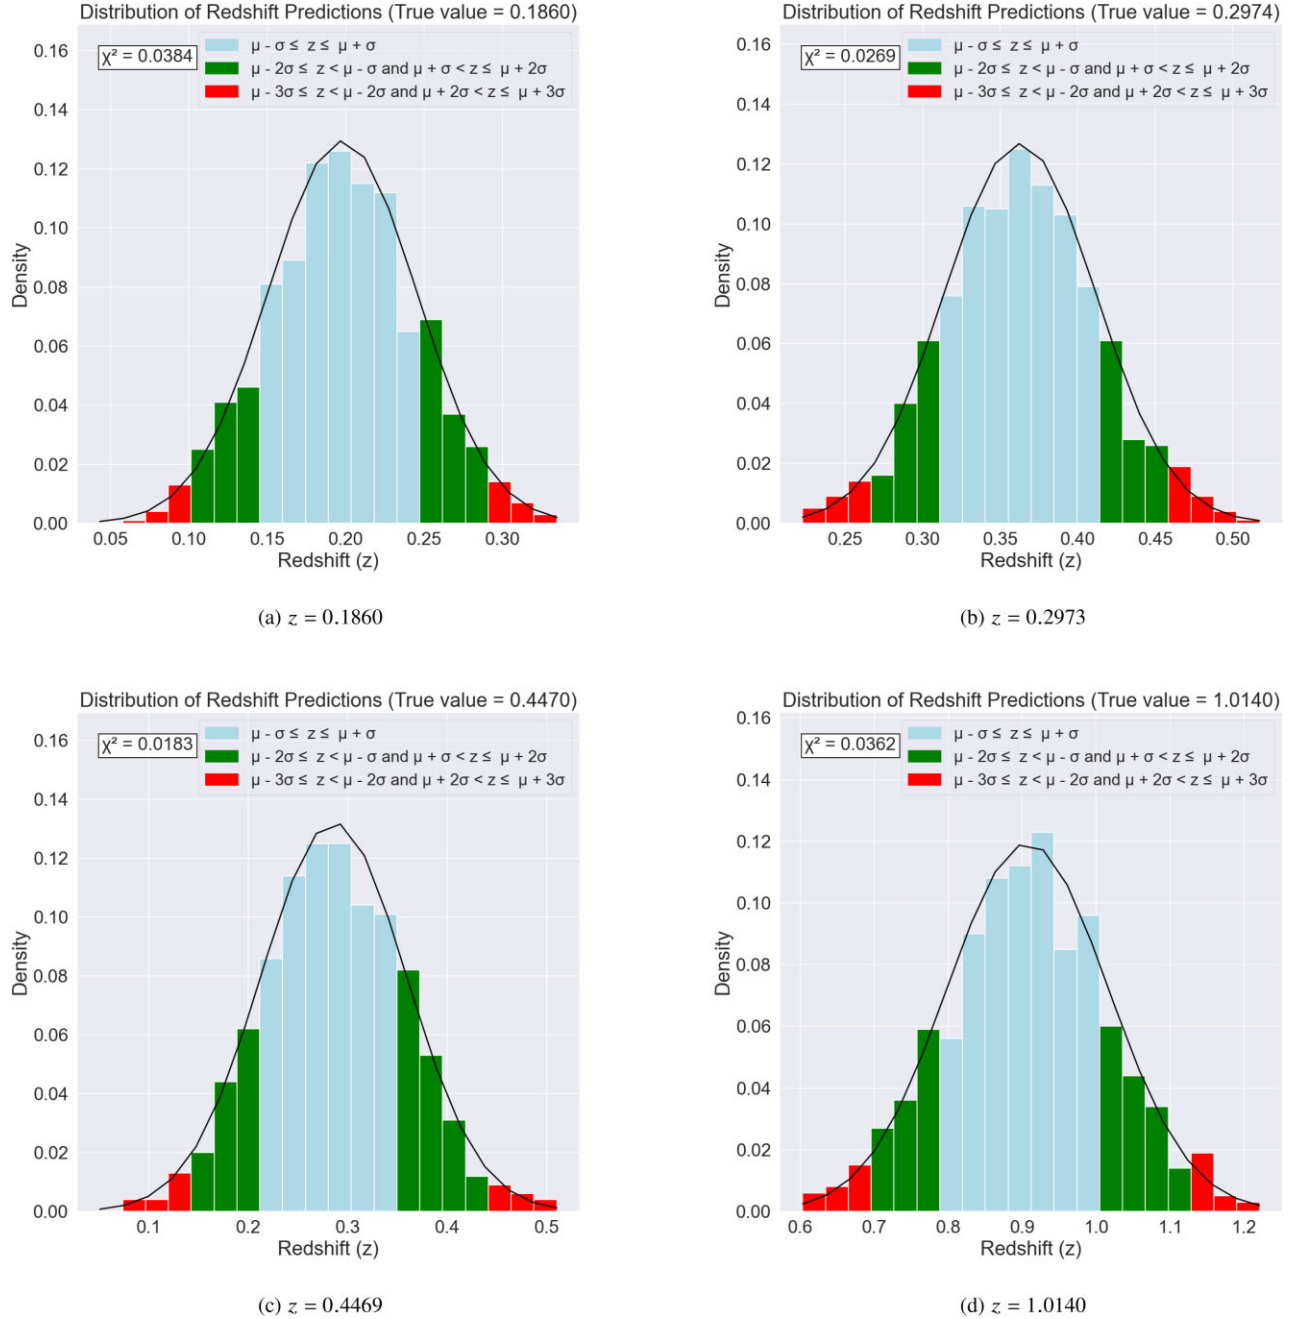 Distribution of Redshift Predictions (True value = 0.1860)
χ² = 0.0384
μ - σ ≤ z ≤ μ + σ
μ - 2σ ≤ z < μ - σ and μ + σ < z ≤ μ + 2σ
μ - 3σ ≤ z < μ - 2σ and μ + 2σ < z ≤ μ + 3σ
0.16
0.14
0.12
0.10
0.08
0.06
0.04
0.02
0.00
Density
0.05 0.10 0.15 0.20 0.25 0.30
Redshift (z)
(a) z = 0.1860
Distribution of Redshift Predictions (True value = 0.2974)
χ² = 0.0269
μ - σ ≤ z ≤ μ + σ
μ - 2σ ≤ z < μ - σ and μ + σ < z ≤ μ + 2σ
μ - 3σ ≤ z < μ - 2σ and μ + 2σ < z ≤ μ + 3σ
0.16
0.14
0.12
0.10
0.08
0.06
0.04
0.02
0.00
Density
0.25 0.30 0.35 0.40 0.45 0.50
Redshift (z)
(b) z = 0.2973
Distribution of Redshift Predictions (True value = 0.4470)
χ² = 0.0183
μ - σ ≤ z ≤ μ + σ
μ - 2σ ≤ z < μ - σ and μ + σ < z ≤ μ + 2σ
μ - 3σ ≤ z < μ - 2σ and μ + 2σ < z ≤ μ + 3σ
0.16
0.14
0.12
0.10
0.08
0.06
0.04
0.02
0.00
Density
0.1 0.2 0.3 0.4 0.5
Redshift (z)
(c) z = 0.4469
Distribution of Redshift Predictions (True value = 1.0140)
χ² = 0.0362
μ - σ ≤ z ≤ μ + σ
μ - 2σ ≤ z < μ - σ and μ + σ < z ≤ μ + 2σ
μ - 3σ ≤ z < μ - 2σ and μ + 2σ < z ≤ μ + 3σ
0.16
0.14
0.12
0.10
0.08
0.06
0.04
0.02
0.00
Density
0.6 0.7 0.8 0.9 1.0 1.1 1.2
Redshift (z)
(d) z = 1.0140